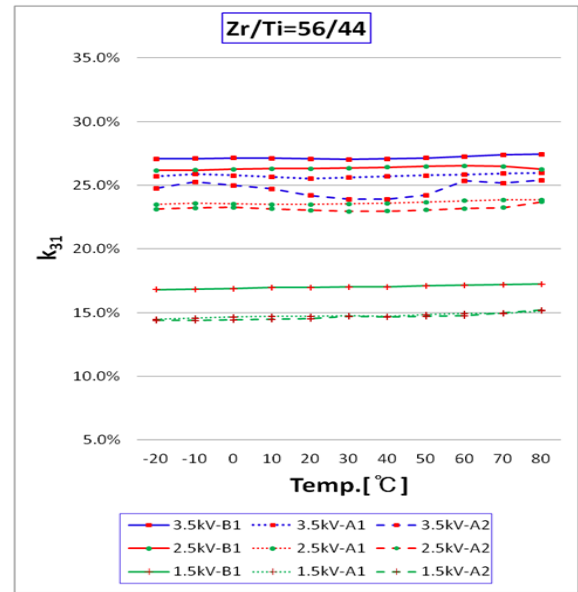 Zr/Ti=56/44
35.0%
30.0%
25.0%
20.0%
15.0%
10.0%
5.0%
k31
-20 -10 0 10 20 30 40 50 60 70 80
Temp.[℃]
3.5kV-B1 3.5kV-A1 3.5kV-A2
2.5kV-B1 2.5kV-A1 2.5kV-A2
1.5kV-B1 1.5kV-A1 1.5kV-A2